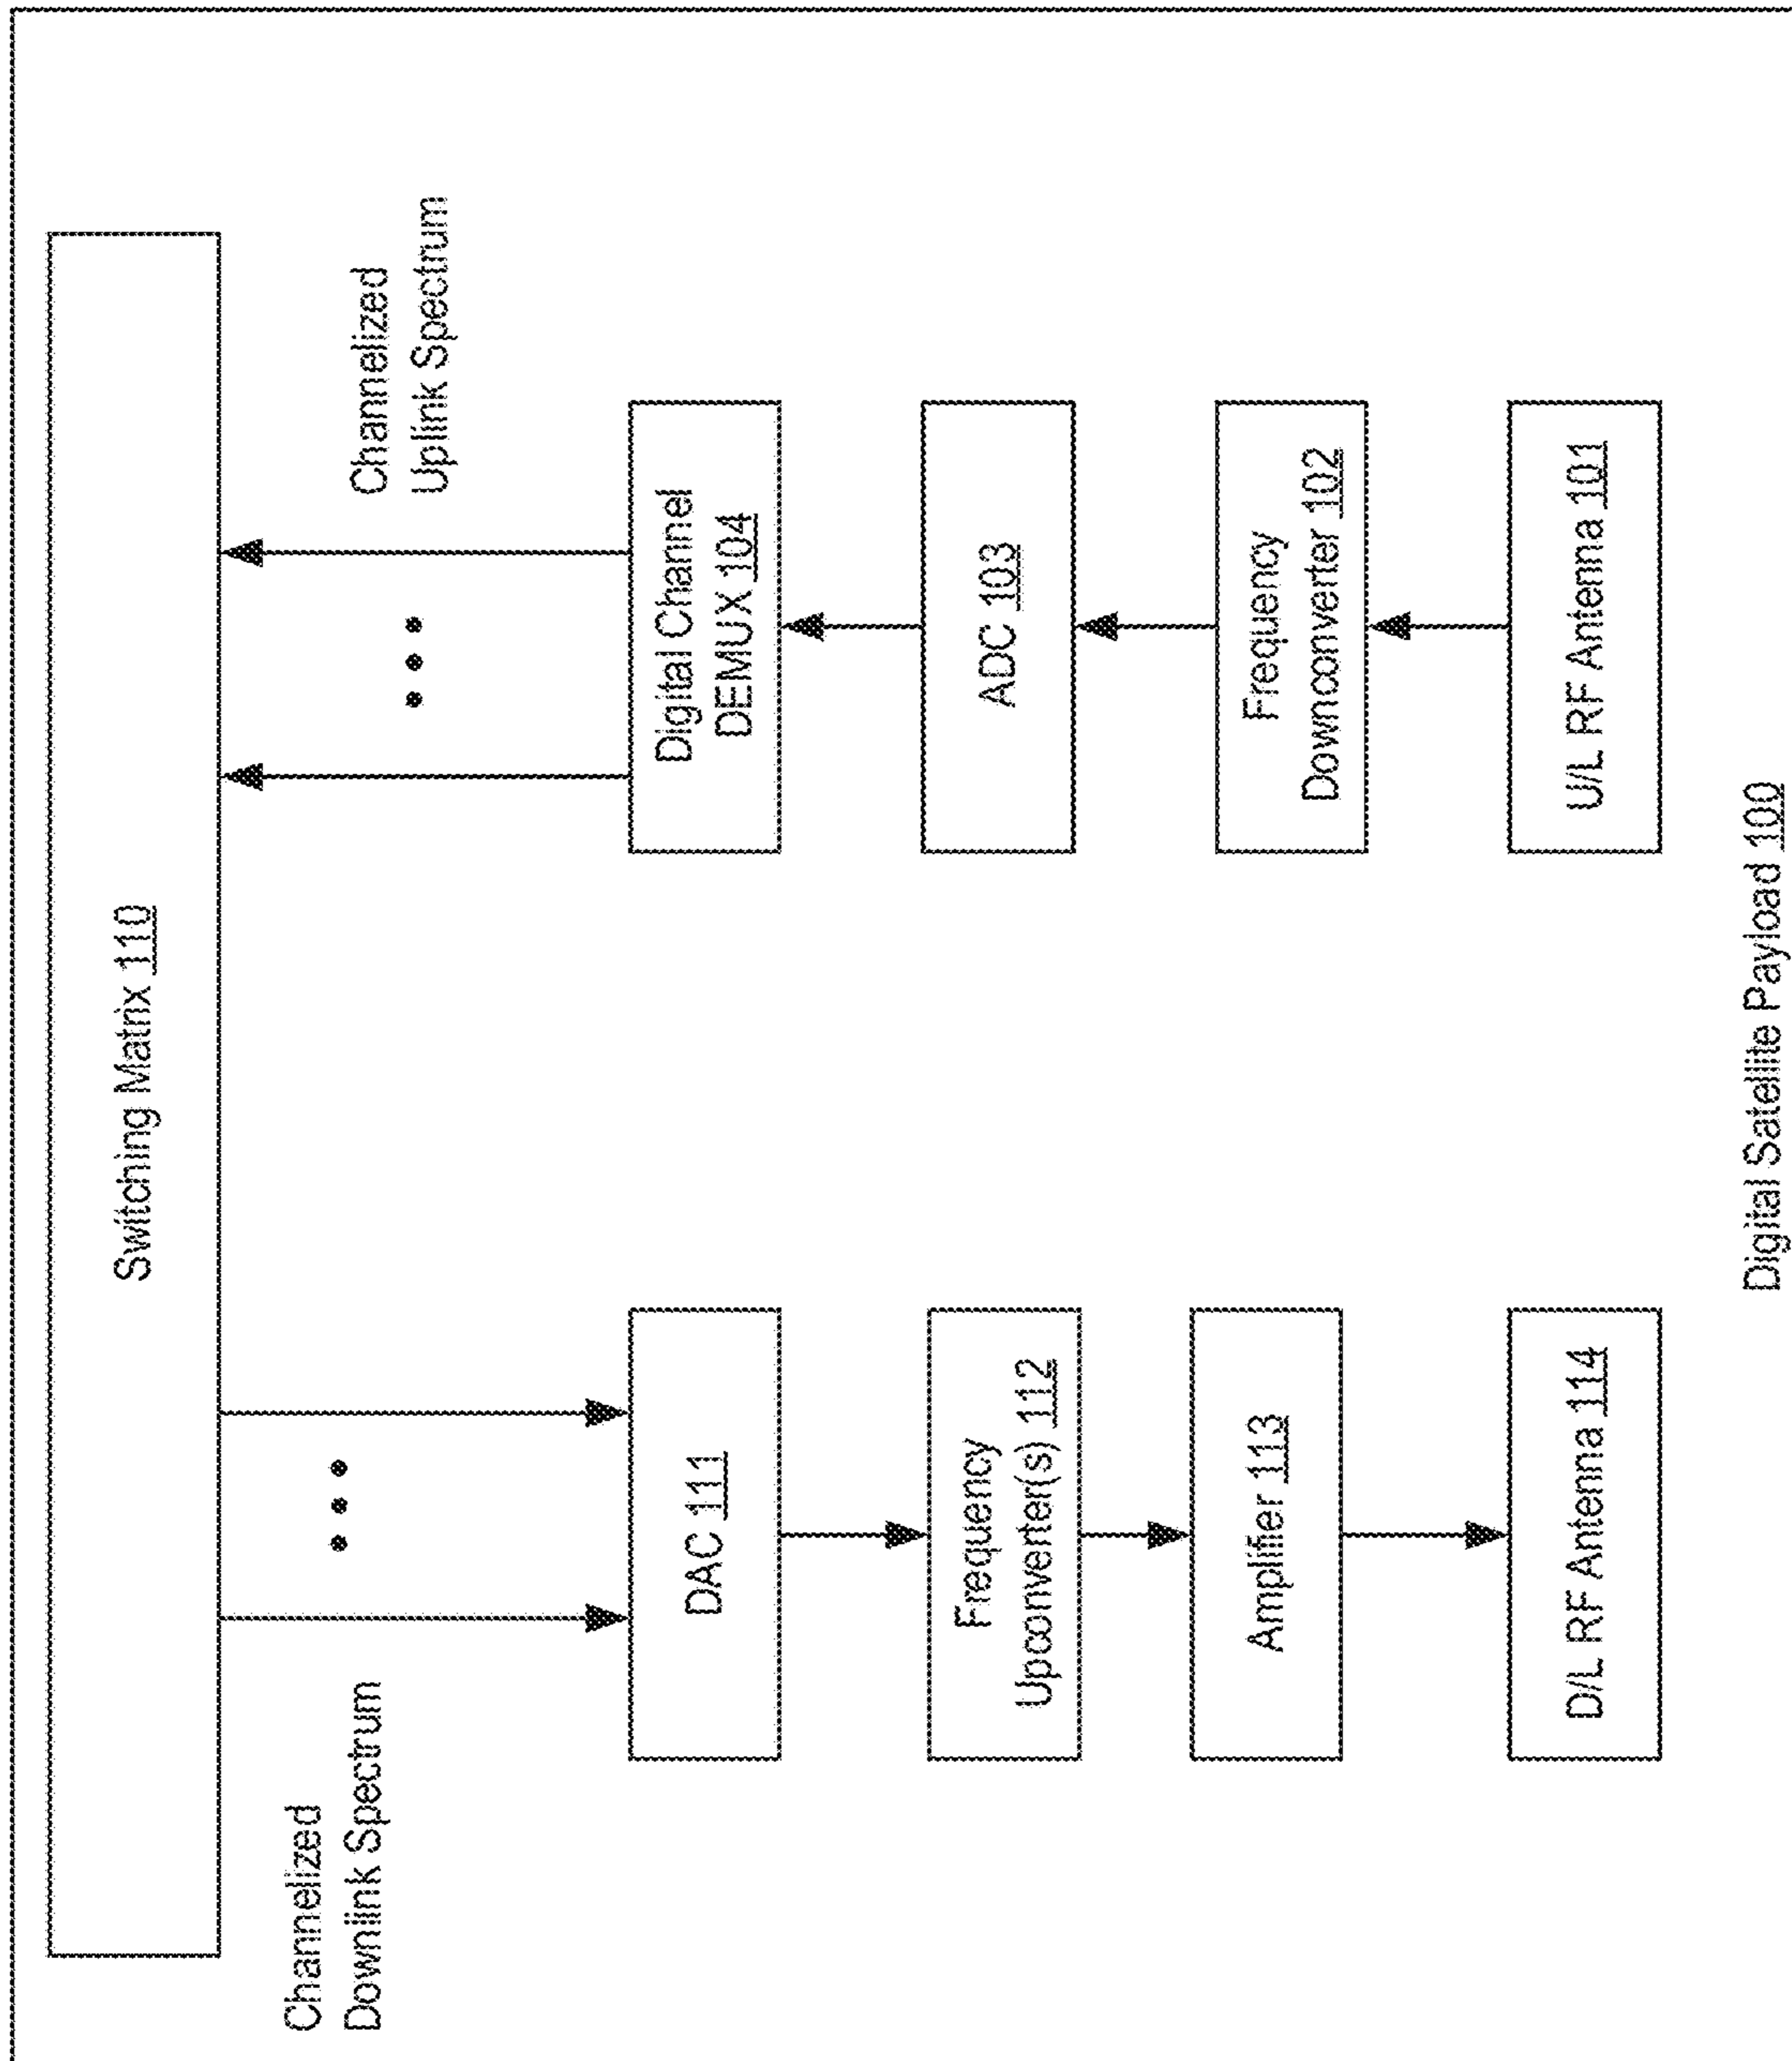 Switching Matrix 110
Channelized
Downlink Spectrum
Channelized
Uplink Spectrum
DAC 111
Digital Channel
DEMUX 104
Frequency
Upconverter(s) 112
ADC 103
Amplifier 113
Frequency
Downconverter 102
D/L RF Antenna 114
U/L RF Antenna 101
Digital Satellite Payload 100